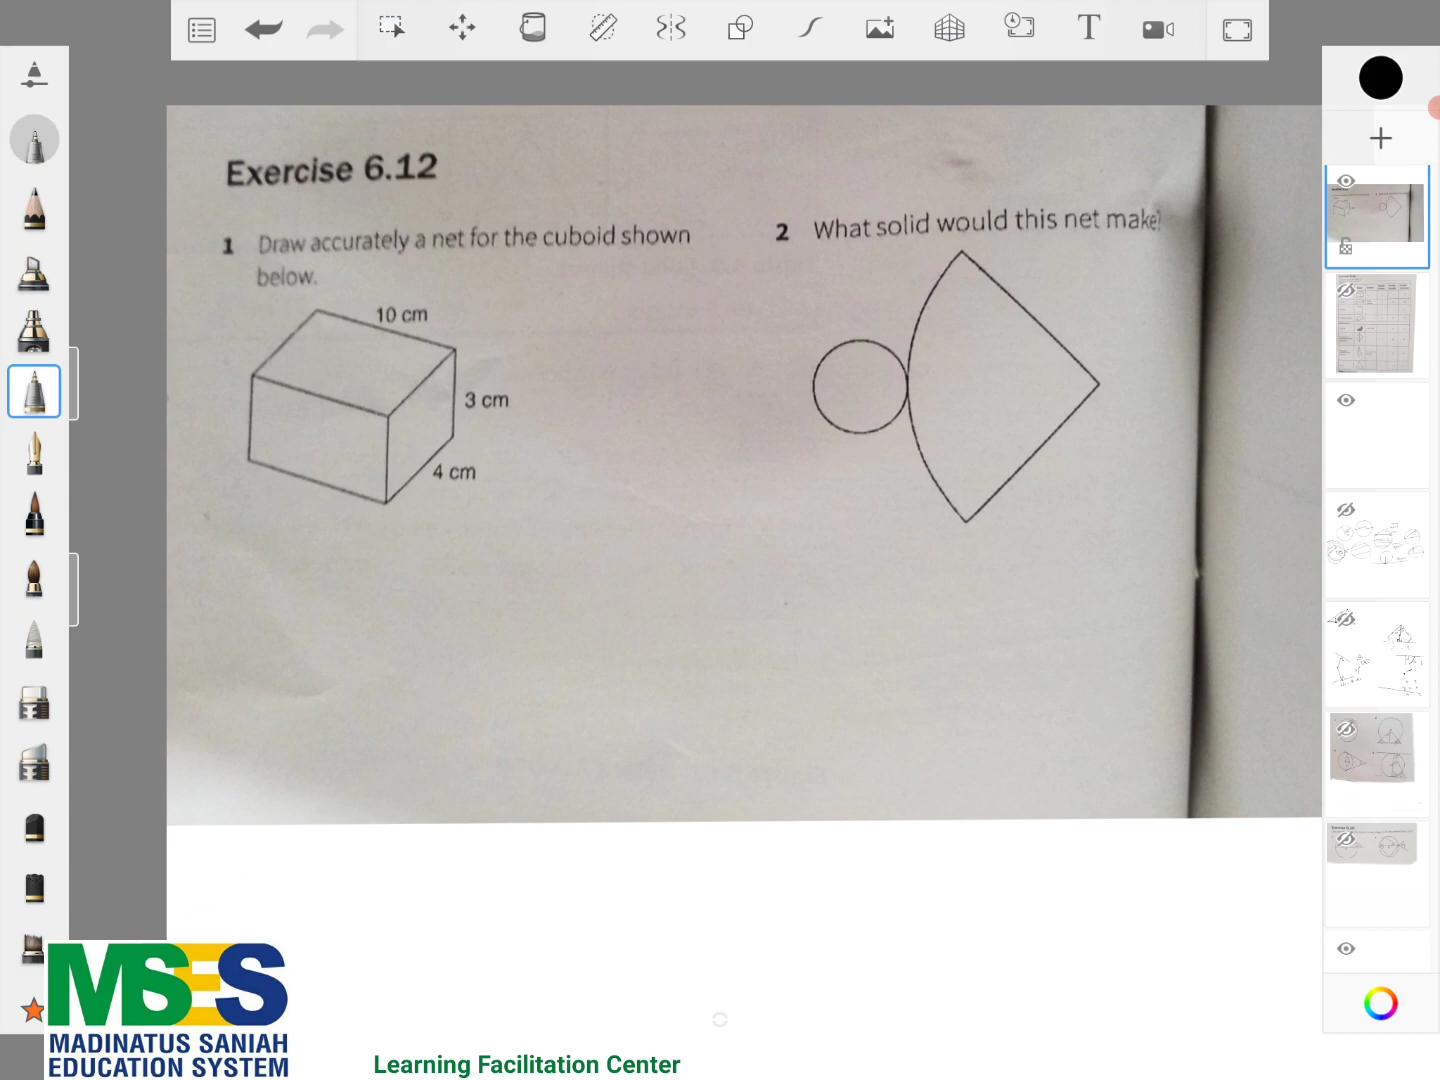 T
Exercise 6.12
1 Draw accurately a net for the cuboid shown
below.
10 cm
3 cm
4 cm
2 What solid would this net make?
MSES
MADINATUS SANIAH
EDUCATION SYSTEM
Learning Facilitation Center